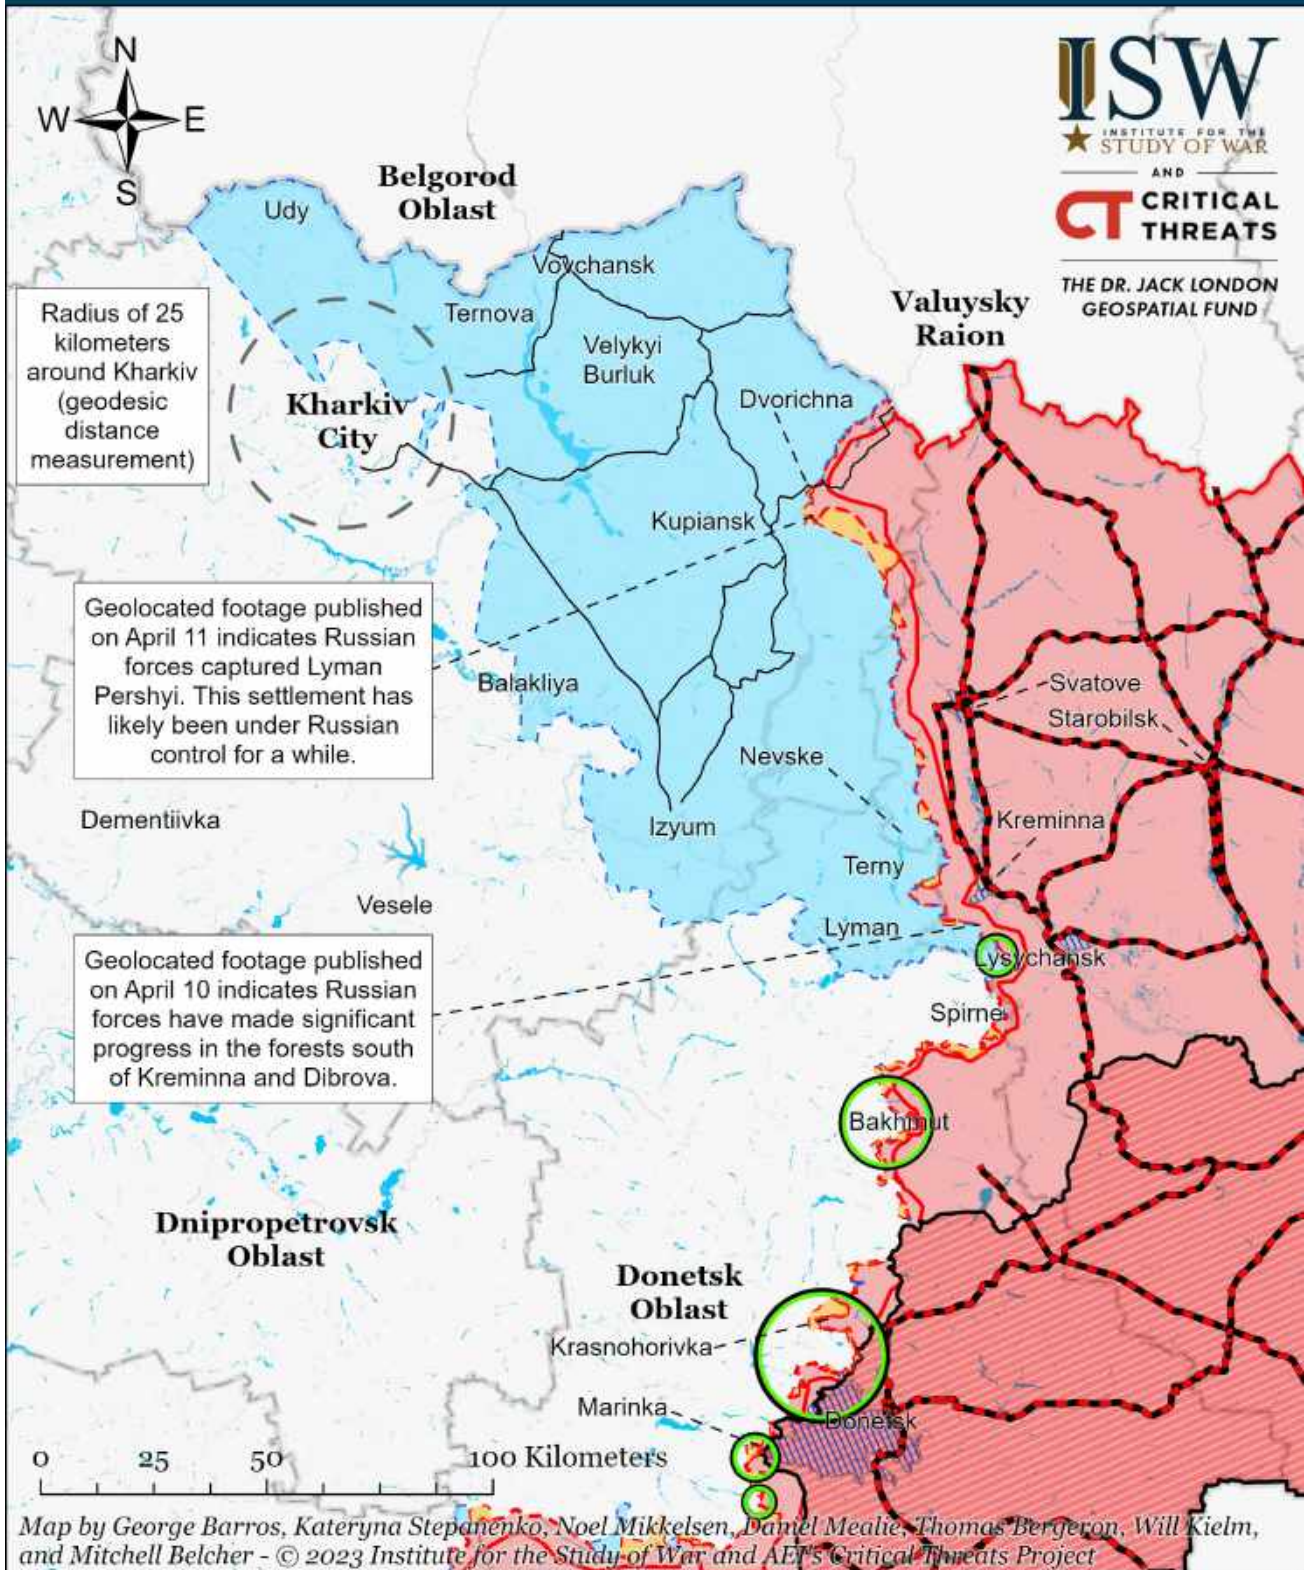 N
W E
S
ISW
INSTITUTE FOR THE
STUDY OF WAR
AND
CT CRITICAL
THREATS
THE DR. JACK LONDON
GEOSPATIAL FUND
Belgorod
Oblast
Udy
Vovchansk
Ternova
Valuysky
Raion
Radius of 25
kilometers
around Kharkiv
(geodesic
distance
measurement)
Velykyi
Burluk
Kharkiv
City
Dvorichna
Kupiansk
Geolocated footage published
on April 11 indicates Russian
forces captured Lyman
Pershyi. This settlement has
likely been under Russian
control for a while.
Balakliya
Svatove
Starobilsk
Nevske
Dementiivka
Izyum
Kreminna
Terny
Vesele
Lyman
Lysychansk
Geolocated footage published
on April 10 indicates Russian
forces have made significant
progress in the forests south
of Kreminna and Dibrova.
Spirne
Bakhmut
Dnipropetrovsk
Oblast
Donetsk
Oblast
Krasnohorivka
Marinka
Donetsk
0 25 50 100 Kilometers
Map by George Barros, Kateryna Stepanenko, Noel Mikkelsen, Daniel Mealie, Thomas Bergeron, Will Kielm,
and Mitchell Belcher - © 2023 Institute for the Study of War and AEI's Critical Threats Project